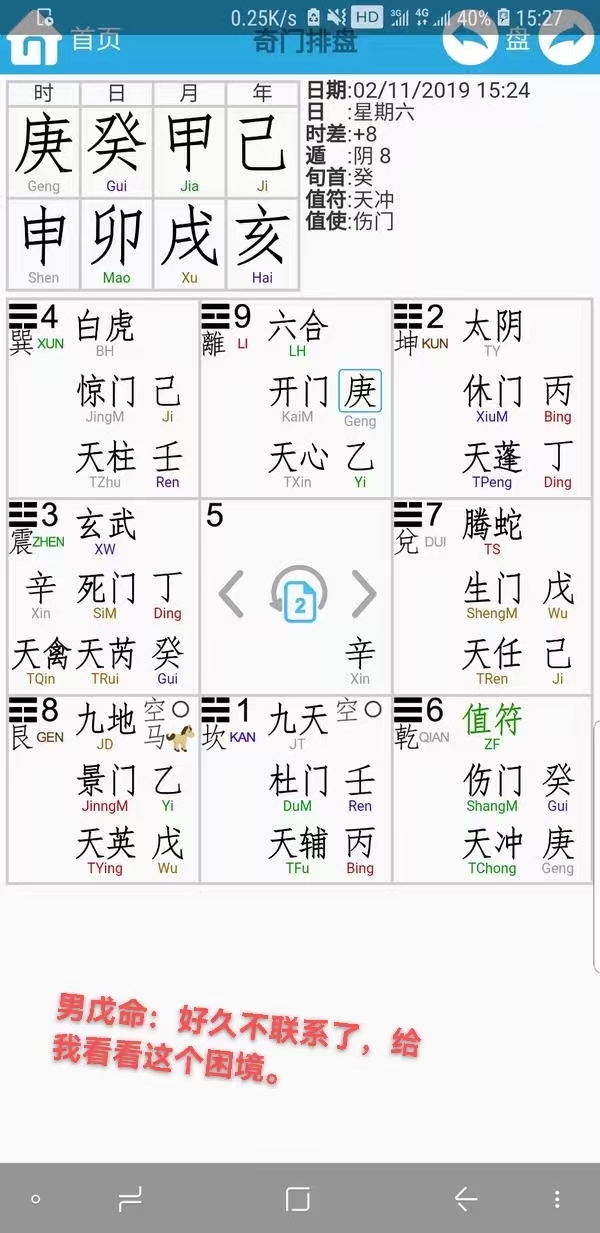 0.25K/s HD 3G 4G 40% 15:27
首页 奇门排盘 盘
时 日 月 年
庚 癸 甲 己
Geng Gui Jia Ji
申 卯 戌 亥
Shen Mao Xu Hai
日期:02/11/2019 15:24
日 :星期六
时差:+8
遁 :阴 8
旬首:癸
值符:天冲
值使:伤门
4 白虎
巽 XUN BH
惊门 己
JingM Ji
天柱 壬
TZhu Ren
9 六合
離 LI LH
开门 庚
KaiM Geng
天心 乙
TXin Yi
2 太阴
坤 KUN TY
休门 丙
XiuM Bing
天蓬 丁
TPeng Ding
3 玄武
震 ZHEN XW
辛 死门 丁
Xin SiM Ding
天禽 天芮 癸
TQin TRui Gui
5
2
辛
Xin
7 腾蛇
兌 DUI TS
生门 戊
ShengM Wu
天任 己
TRen Ji
8 九地 空
艮 GEN JD 马
景门 乙
JinngM Yi
天英 戊
TYing Wu
1 九天 空
坎 KAN JT
杜门 壬
DuM Ren
天辅 丙
TFu Bing
6 值符
乾 QIAN ZF
伤门 癸
ShangM Gui
天冲 庚
TChong Geng
男戊命：好久不联系了，给
我看看这个困境。